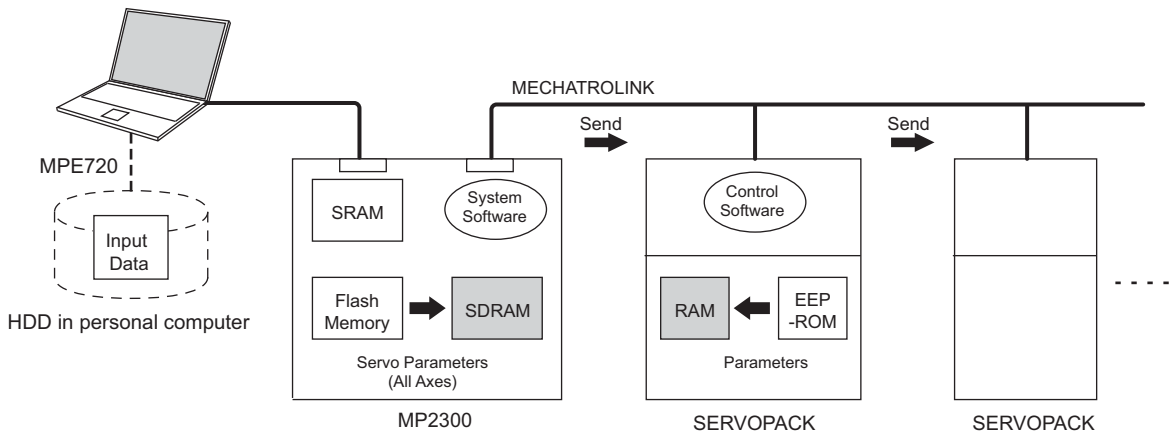 MECHATROLINK
Send
Send
MPE720
Input
Data
HDD in personal computer
SRAM
System
Software
Flash
Memory
SDRAM
Servo Parameters
(All Axes)
MP2300
Control
Software
RAM
EEP
-ROM
Parameters
SERVOPACK
SERVOPACK